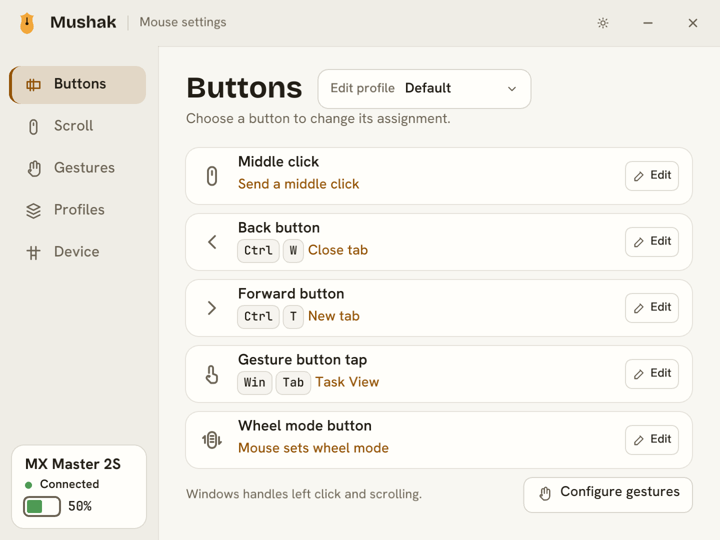 Mushak | Mouse settings
Buttons
Scroll
Gestures
Profiles
Device
MX Master 2S
Connected
50%
Buttons
Edit profile Default
Choose a button to change its assignment.
Middle click
Send a middle click
Edit
Back button
Ctrl W Close tab
Edit
Forward button
Ctrl T New tab
Edit
Gesture button tap
Win Tab Task View
Edit
Wheel mode button
Mouse sets wheel mode
Edit
Windows handles left click and scrolling.
Configure gestures